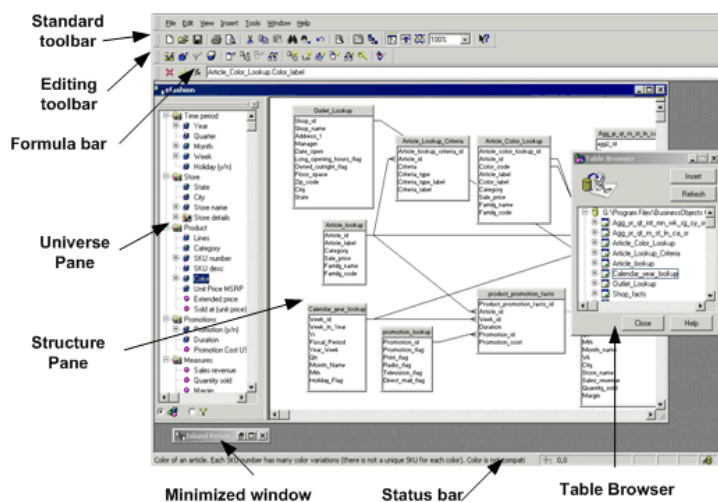 Standard toolbar
File Edit View Insert Tools Window Help
100%
Editing toolbar
Formula bar
Article_Color_Lookup.Color_label
efashion
Time period
Year
Quarter
Month
Week
Holiday (y/n)
Store
State
City
Store name
Store details
Universe Pane
Product
Lines
Category
SKU number
SKU desc
Color
Unit Price MSRP
Extended price
Sold at (unit price)
Promotions
Promotion (y/n)
Duration
Promotion Cost US
Measures
Sales revenue
Quantity sold
Margin
Structure Pane
Outlet_Lookup
Shop_id
Shop_name
Address_1
Manager
Date_open
Long_opening_hours_flag
Owned_outright_flag
Floor_space
Zip_code
City
State
Article_Lookup_Criteria
Article_lookup_criteria_id
Article_id
Criteria
Criteria_type
Criteria_type_label
Criteria_label
Article_Color_Lookup
Article_color_lookup_id
Article_id
Color_code
Article_label
Color_label
Category
Sale_price
Family_name
Family_code
Article_lookup
Article_id
Article_label
Category
Sale_price
Family_name
Family_code
Calendar_year_lookup
Week_id
Week_In_Year
Yr
Fiscal_Period
Year_Week
Qtr
Month_Name
Mth
Holiday_Flag
promotion_lookup
Promotion_id
Promotion_flag
Print_flag
Radio_flag
Television_flag
Direct_mail_flag
product_promotion_facts
Product_promotion_facts_id
Article_id
Week_id
Duration
Promotion_id
Promotion_cost
Table Browser
Insert
Refresh
G:\Program Files\BusinessObjects
Agg_yr_qt_mt_mn_wk_rg_cy_
Agg_yr_qt_rn_st_ln_ca_sr
Article_Color_Lookup
Article_Lookup_Criteria
Article_lookup
Calendar_year_lookup
Outlet_Lookup
Shop_facts
Close
Help
Mth
Month_name
Wk
City
Store_name
Sales_revenue
Quantity_sold
Margin
Color of an article. Each SKU number has many color variations (there is not a unique SKU for each color). Color is not compati
0,0
Minimized window
Status bar
Table Browser